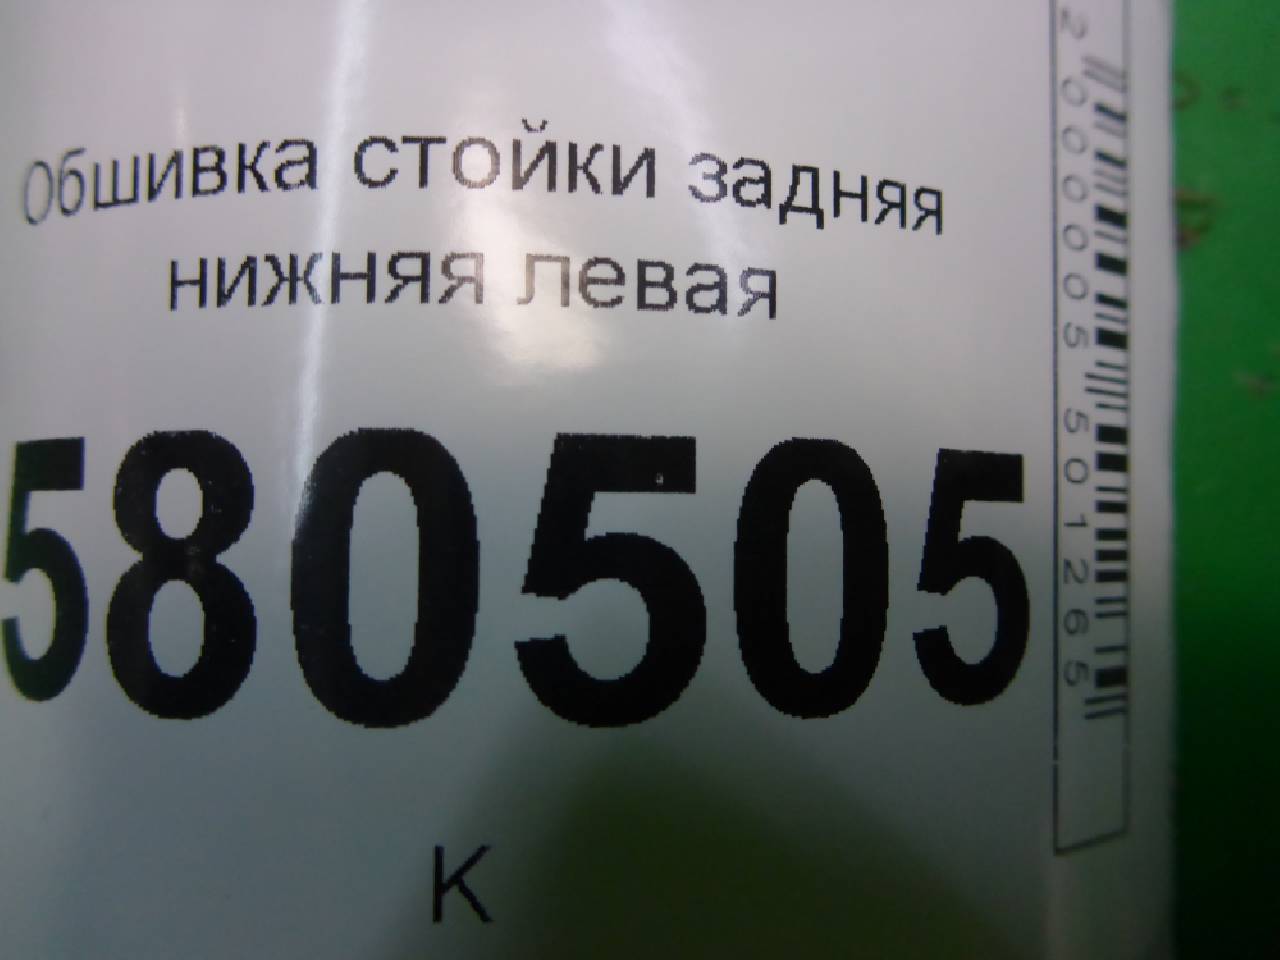 Обшивка стойки задняя
нижняя левая
580505
К
2000005501265